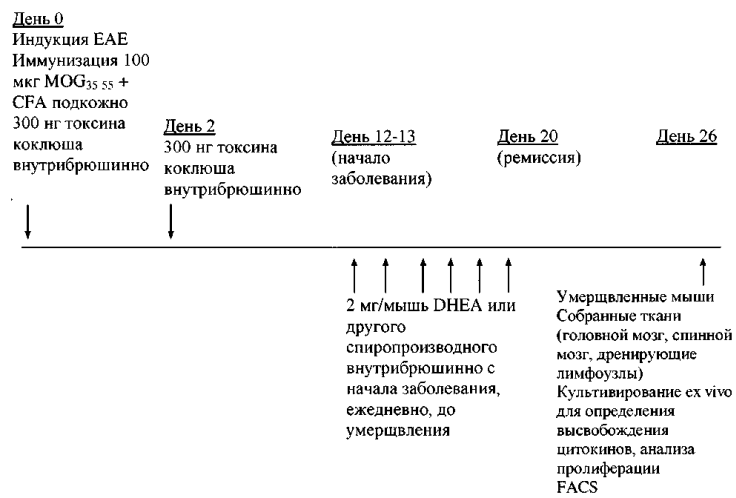 День 0
Индукция EAE
Иммунизация 100
мкг MOG35 55 +
CFA подкожно
300 нг токсина
коклюша
внутрибрюшинно
День 2
300 нг токсина
коклюша
внутрибрюшинно
День 12-13
(начало
заболевания)
День 20
(ремиссия)
День 26
2 мг/мышь DHEA или
другого
спиропроизводного
внутрибрюшинно с
начала заболевания,
ежедневно, до
умерщвления
Умерщвленные мыши
Собранные ткани
(головной мозг, спинной
мозг, дренирующие
лимфоузлы)
Культивирование ex vivo
для определения
высвобождения
цитокинов, анализа
пролиферации
FACS